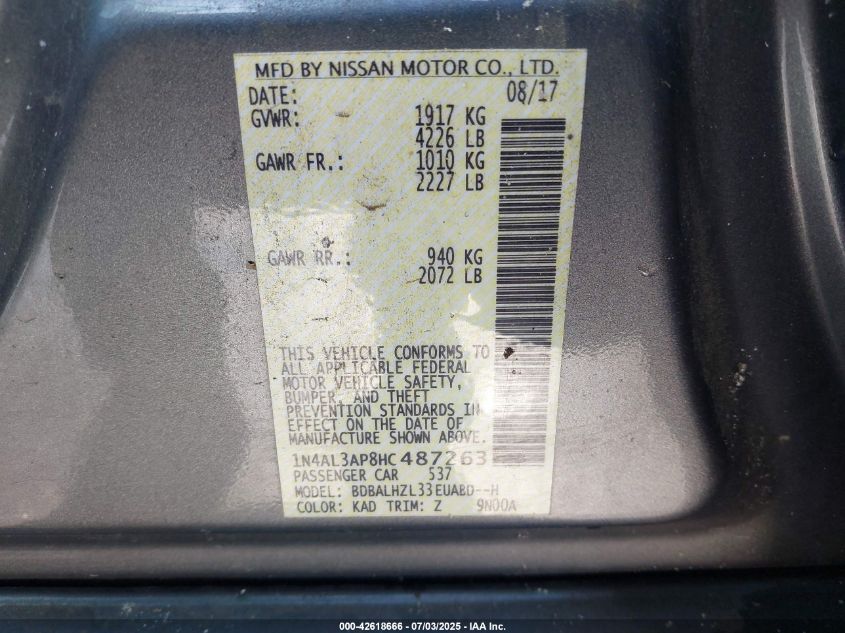 MFD BY NISSAN MOTOR CO., LTD.
DATE: 08/17
GVWR: 1917 KG
4226 LB
GAWR FR.: 1010 KG
2227 LB
GAWR RR.: 940 KG
2072 LB
THIS VEHICLE CONFORMS TO
ALL APPLICABLE FEDERAL
MOTOR VEHICLE SAFETY,
BUMPER, AND THEFT
PREVENTION STANDARDS IN
EFFECT ON THE DATE OF
MANUFACTURE SHOWN ABOVE.
1N4AL3AP8HC487263
PASSENGER CAR 537
MODEL: BDBALHZL33EUABD--H
COLOR: KAD TRIM: Z 9N00A
000-42618666 - 07/03/2025 - IAA Inc.